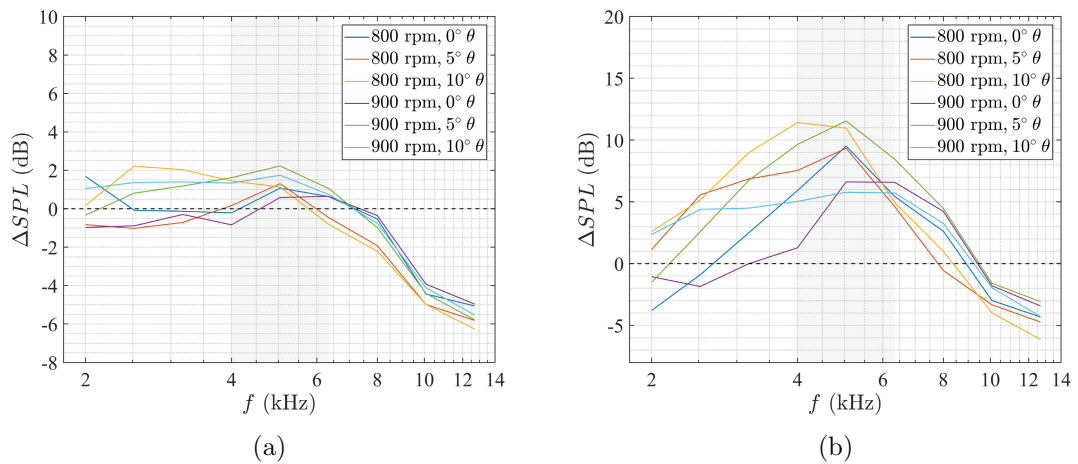 10
8
6
4
2
0
-2
-4
-6
-8
ΔSPL (dB)
2 4 6 8 10 12 14
f (kHz)
800 rpm, 0° θ
800 rpm, 5° θ
800 rpm, 10° θ
900 rpm, 0° θ
900 rpm, 5° θ
900 rpm, 10° θ
(a)
20
15
10
5
0
-5
ΔSPL (dB)
2 4 6 8 10 12 14
f (kHz)
800 rpm, 0° θ
800 rpm, 5° θ
800 rpm, 10° θ
900 rpm, 0° θ
900 rpm, 5° θ
900 rpm, 10° θ
(b)